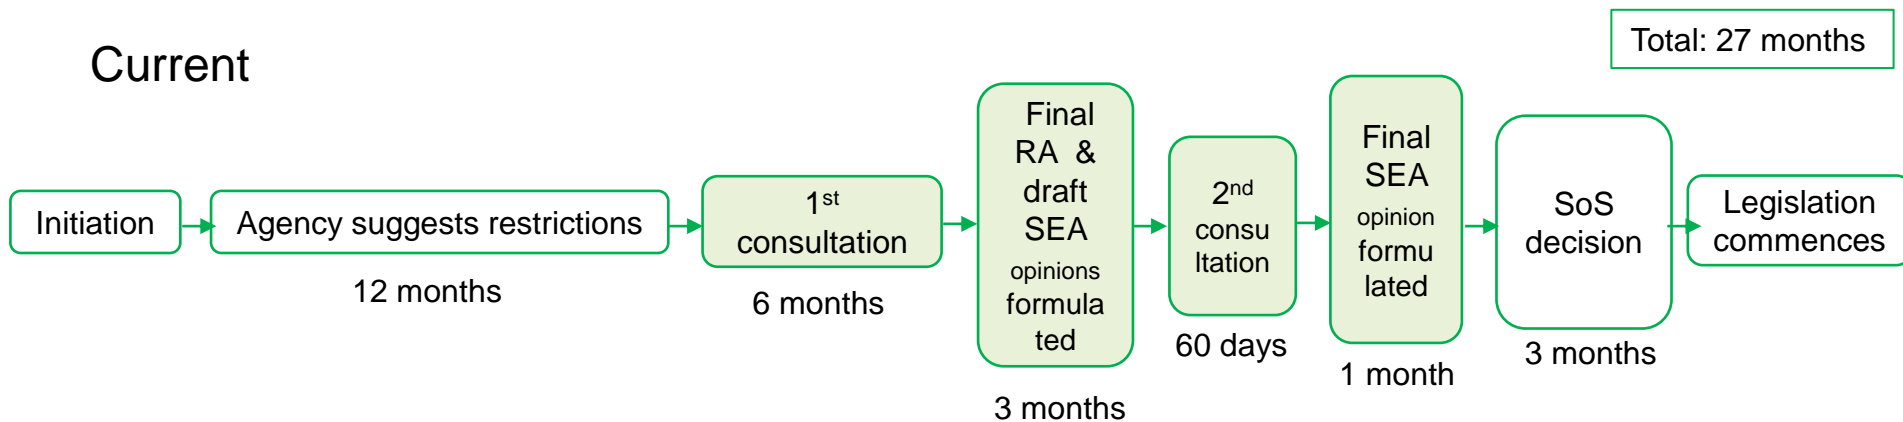 Current
Total: 27 months
Initiation
Agency suggests restrictions
12 months
1st
consultation
6 months
Final
RA &
draft
SEA
opinions
formula
ted
3 months
2nd
consu
ltation
60 days
Final
SEA
opinion
formu
lated
1 month
SoS
decision
3 months
Legislation
commences